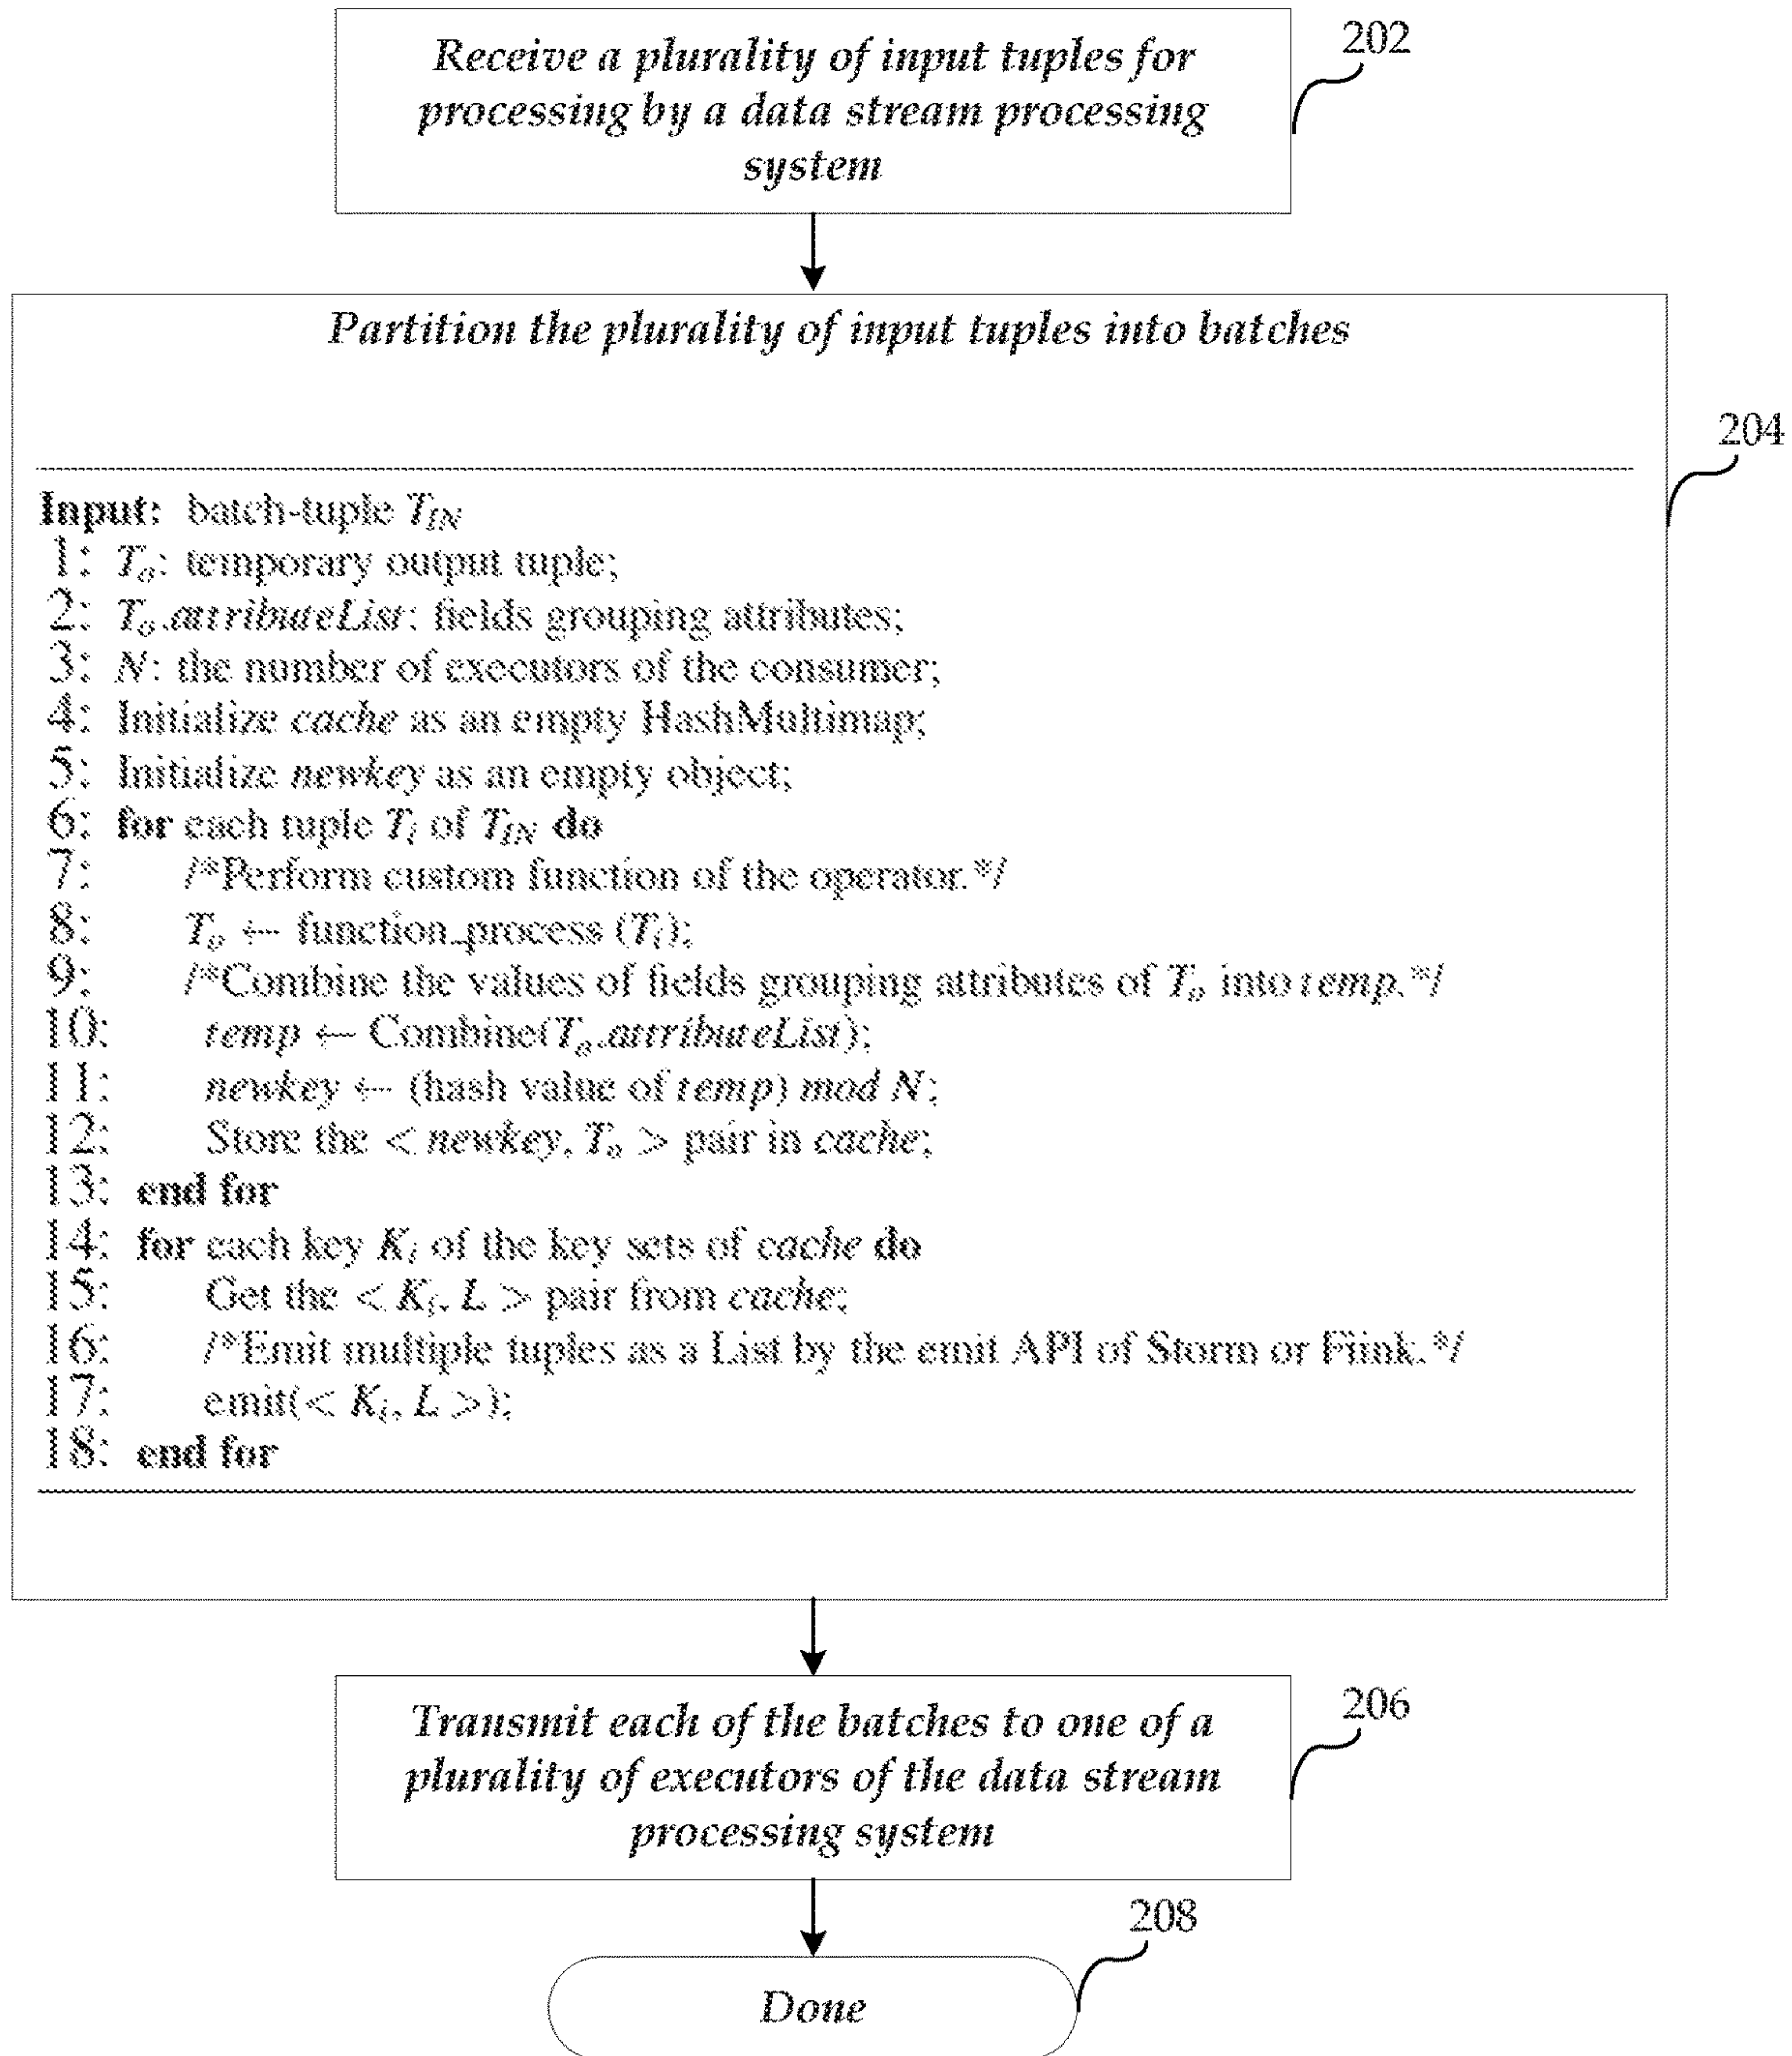 Receive a plurality of input tuples for
processing by a data stream processing
system
202
Partition the plurality of input tuples into batches
204
Input: batch-tuple T_IN
1: T_o: temporary output tuple;
2: T_o.attributeList: fields grouping attributes;
3: N: the number of executors of the consumer;
4: Initialize cache as an empty HashMultimap;
5: Initialize newkey as an empty object;
6: for each tuple T_i of T_IN do
7: /*Perform custom function of the operator.*/
8: T_o ← function_process (T_i);
9: /*Combine the values of fields grouping attributes of T_o into temp.*/
10: temp ← Combine(T_o.attributeList);
11: newkey ← (hash value of temp) mod N;
12: Store the < newkey, T_o > pair in cache;
13: end for
14: for each key K_i of the key sets of cache do
15: Get the < K_i, L > pair from cache;
16: /*Emit multiple tuples as a List by the emit API of Storm or Flink.*/
17: emit(< K_i, L >);
18: end for
Transmit each of the batches to one of a
plurality of executors of the data stream
processing system
206
208
Done